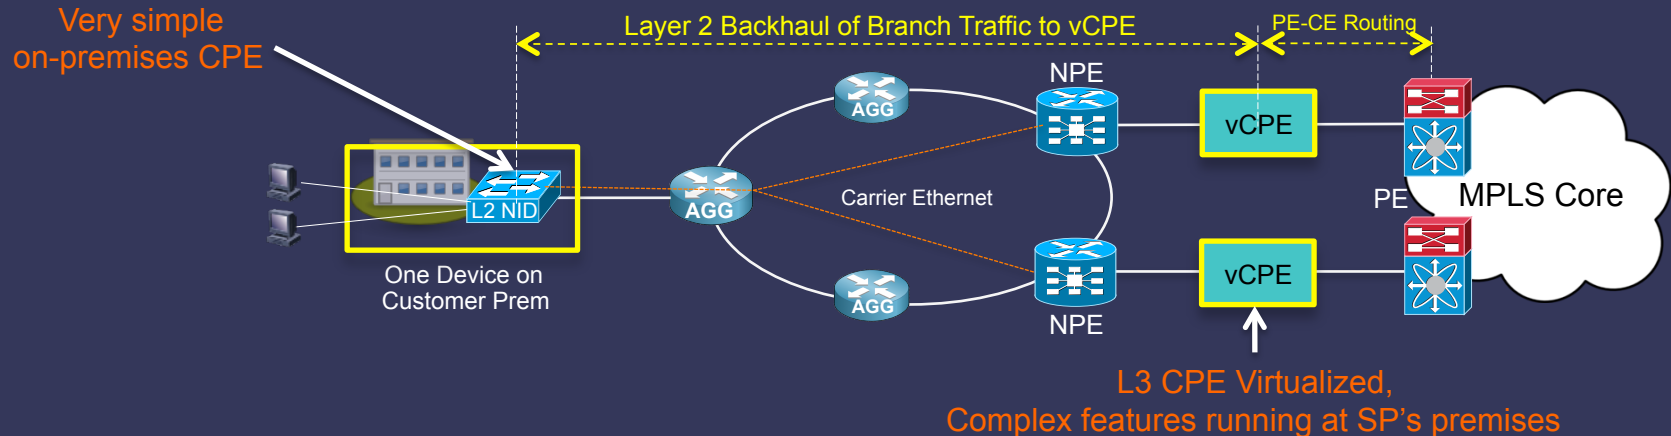 Very simple
on-premises CPE
Layer 2 Backhaul of Branch Traffic to vCPE
PE-CE Routing
NPE
AGG
vCPE
L2 NID
AGG
Carrier Ethernet
PE
MPLS Core
One Device on
Customer Prem
AGG
NPE
vCPE
L3 CPE Virtualized,
Complex features running at SP's premises